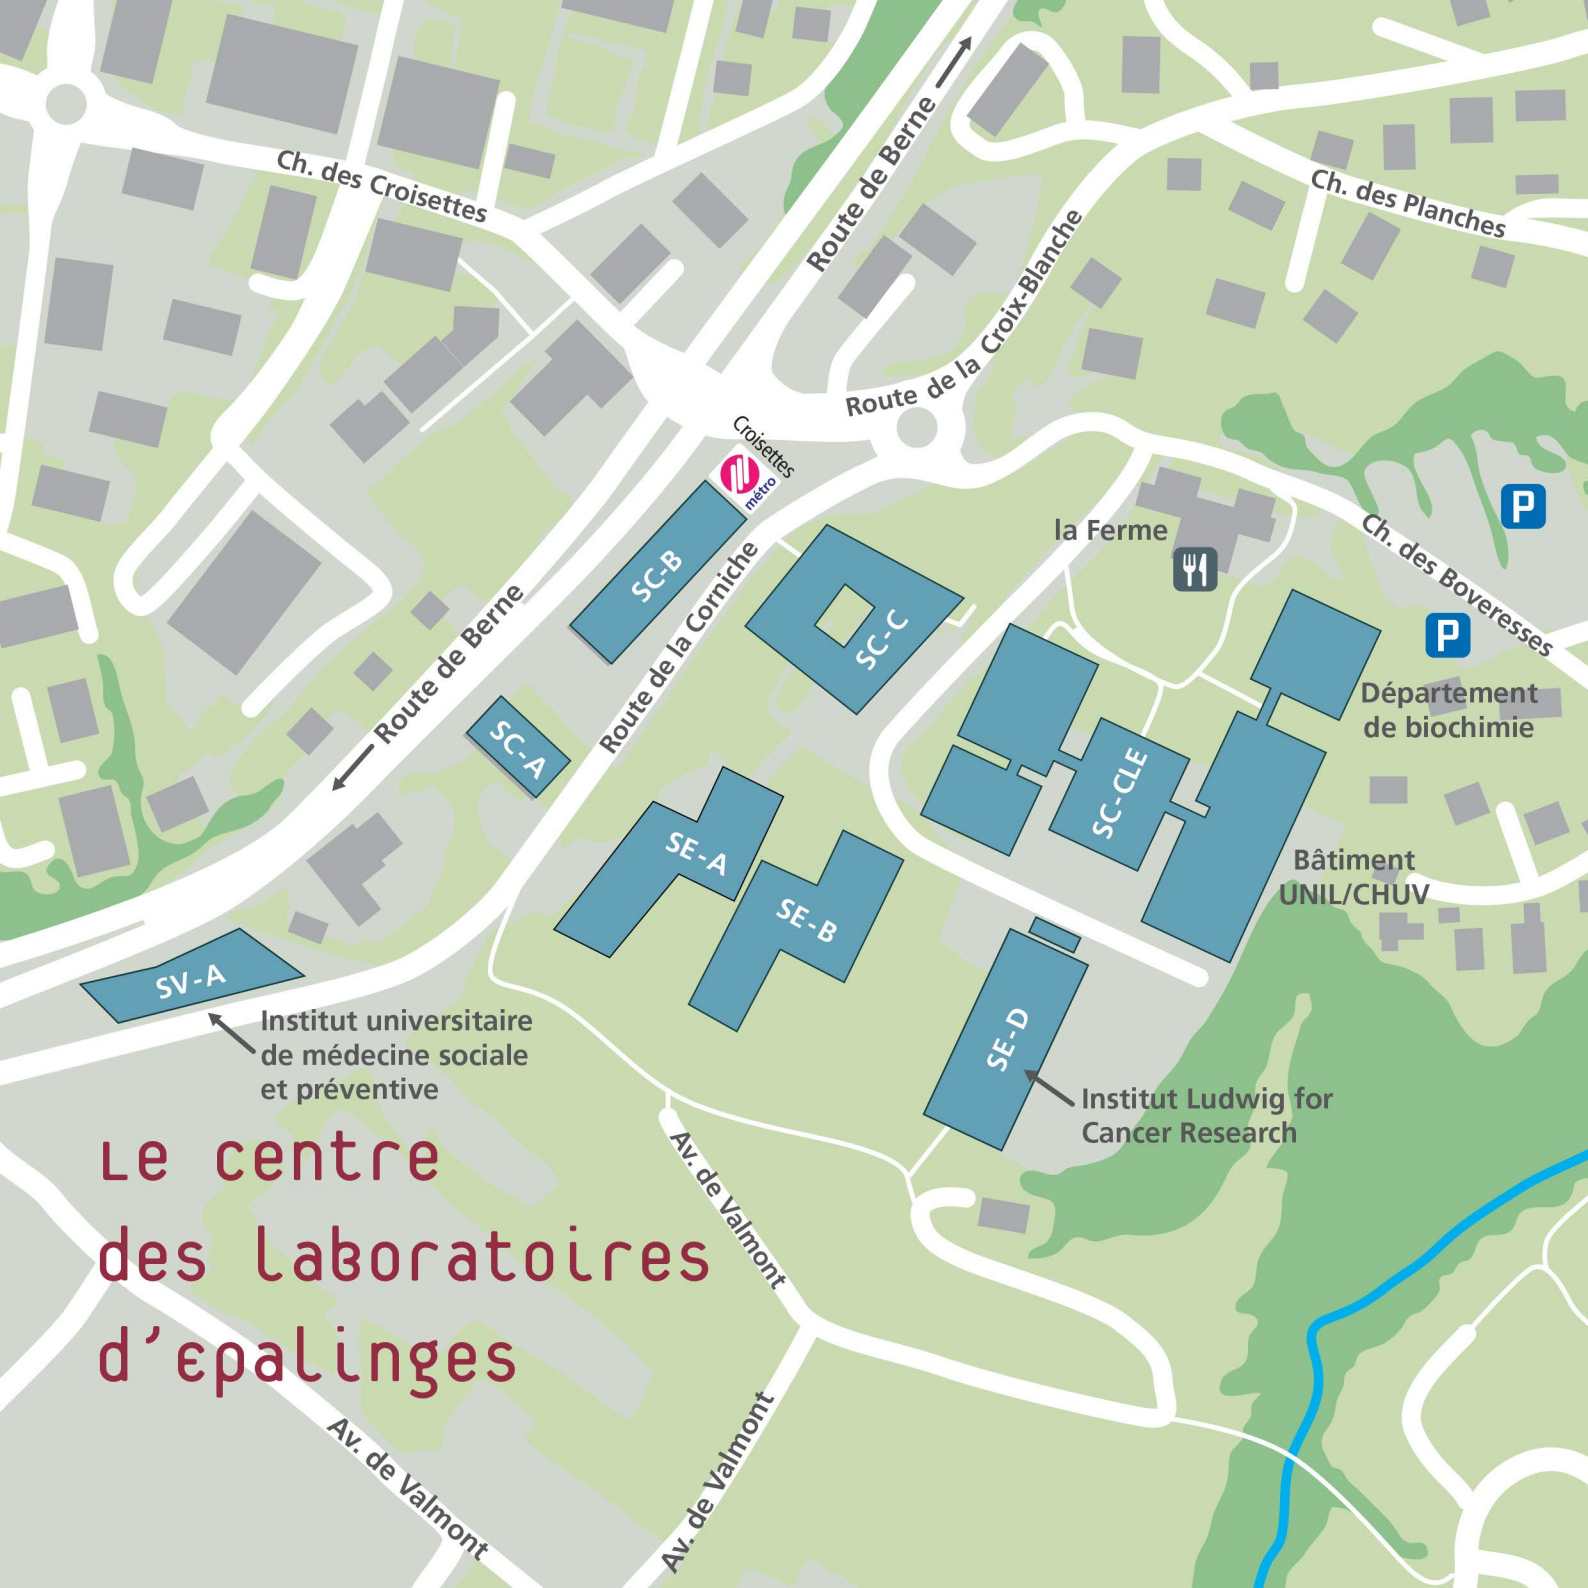 Ch. des Croisettes
Route de Berne
Route de la Croix-Blanche
Ch. des Planches
Croisettes
métro
la Ferme
P
Ch. des Boveresses
P
SC-B
SC-C
Route de la Corniche
Route de Berne
SC-A
Département
de biochimie
SC-CLE
SE-A
SE-B
Bâtiment
UNIL/CHUV
SV-A
Institut universitaire
de médecine sociale
et préventive
SE-D
Institut Ludwig for
Cancer Research
Le centre
des laboratoires
d'epalinges
Av. de Valmont
Av. de Valmont
Av. de Valmont